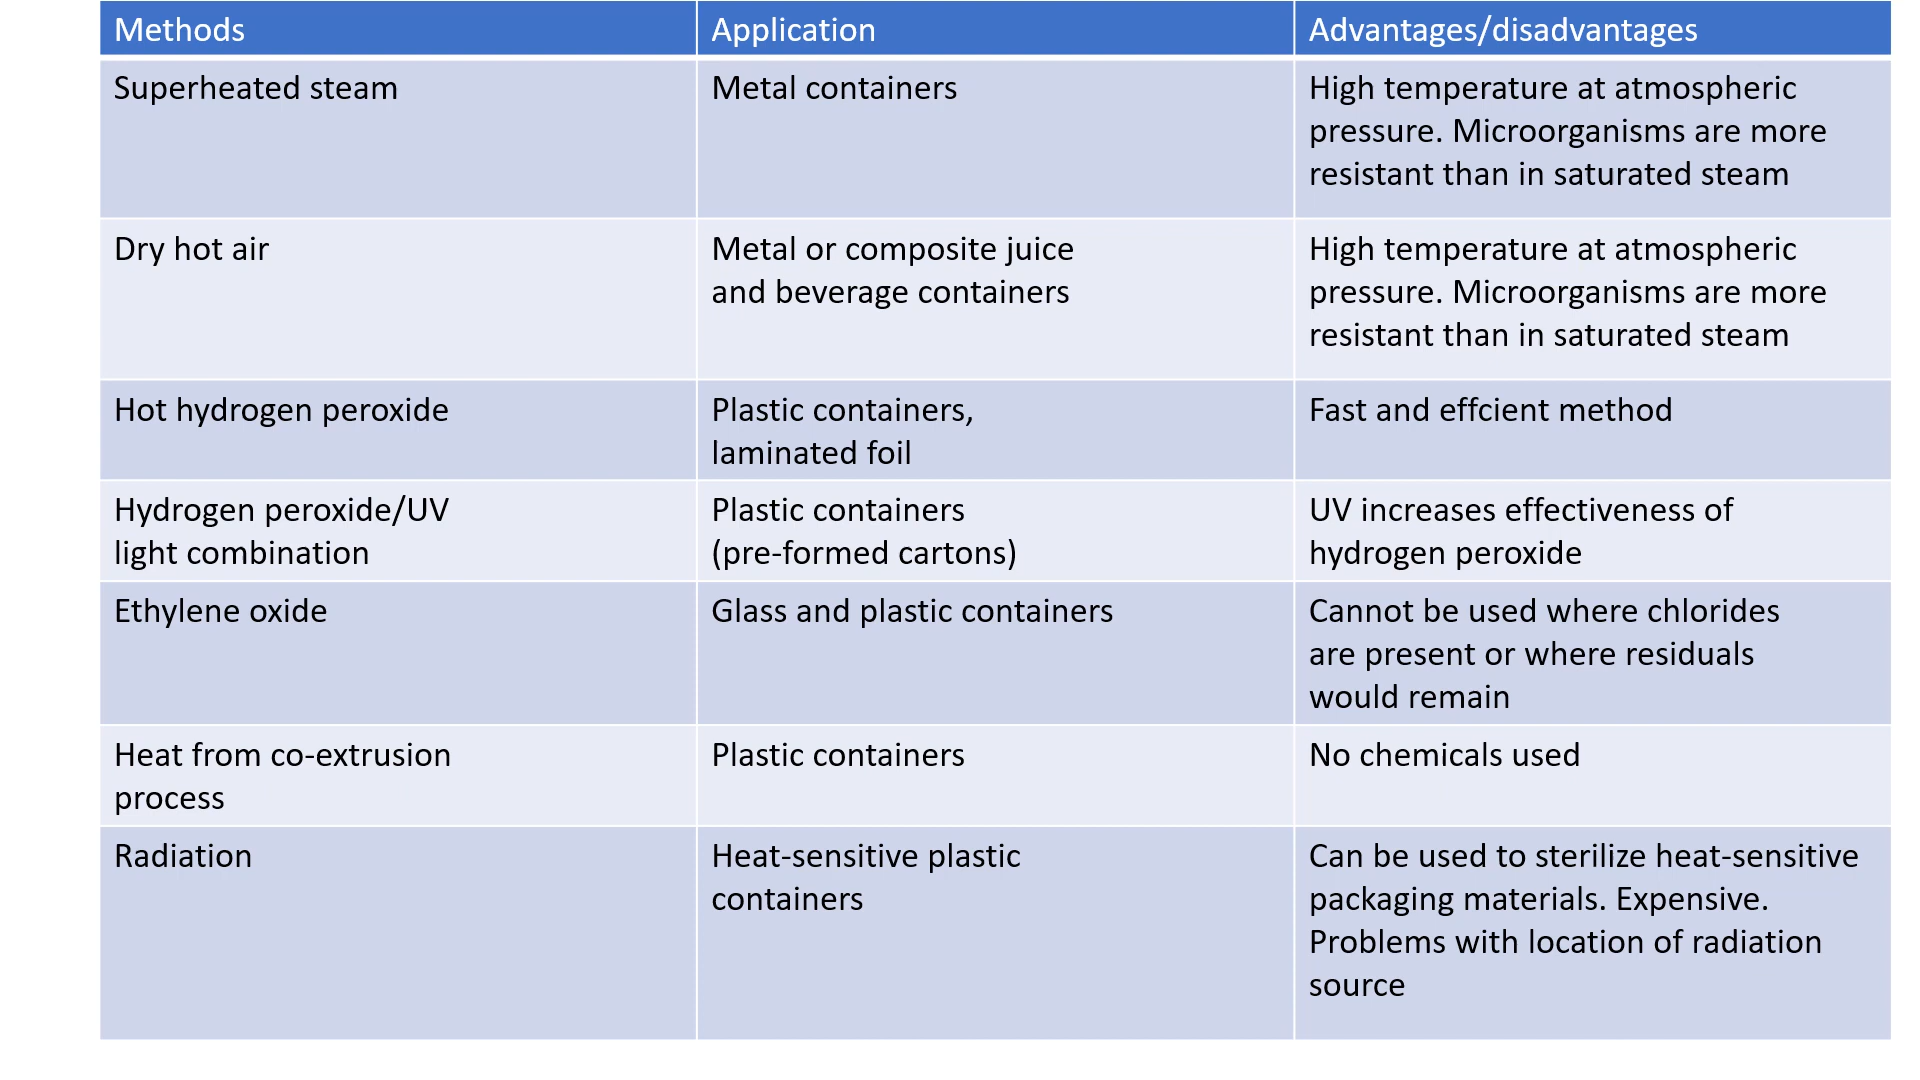 Methods
Application
Advantages/disadvantages
Superheated steam
Metal containers
High temperature at atmospheric
pressure. Microorganisms are more
resistant than in saturated steam
Dry hot air
Metal or composite juice
and beverage containers
High temperature at atmospheric
pressure. Microorganisms are more
resistant than in saturated steam
Hot hydrogen peroxide
Plastic containers,
laminated foil
Fast and effcient method
Hydrogen peroxide/UV
light combination
Plastic containers
(pre-formed cartons)
UV increases effectiveness of
hydrogen peroxide
Ethylene oxide
Glass and plastic containers
Cannot be used where chlorides
are present or where residuals
would remain
Heat from co-extrusion
process
Plastic containers
No chemicals used
Radiation
Heat-sensitive plastic
containers
Can be used to sterilize heat-sensitive
packaging materials. Expensive.
Problems with location of radiation
source